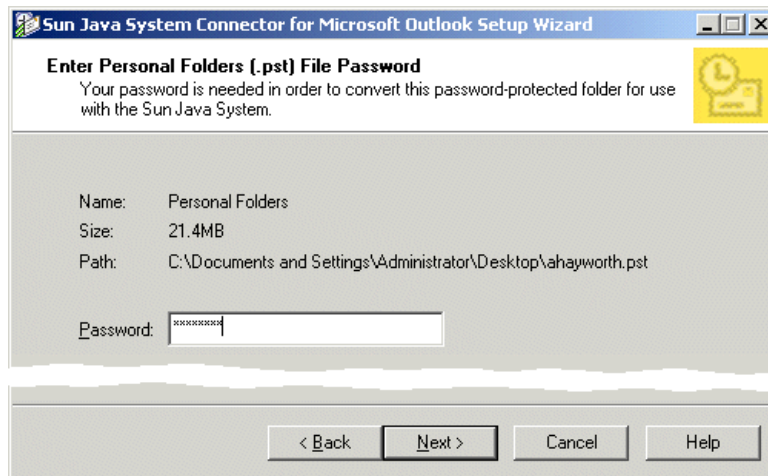 Sun Java System Connector for Microsoft Outlook Setup Wizard
Enter Personal Folders (.pst) File Password
Your password is needed in order to convert this password-protected folder for use
with the Sun Java System.
Name: Personal Folders
Size: 21.4MB
Path: C:\Documents and Settings\Administrator\Desktop\ahayworth.pst
Password: ********
< Back Next > Cancel Help